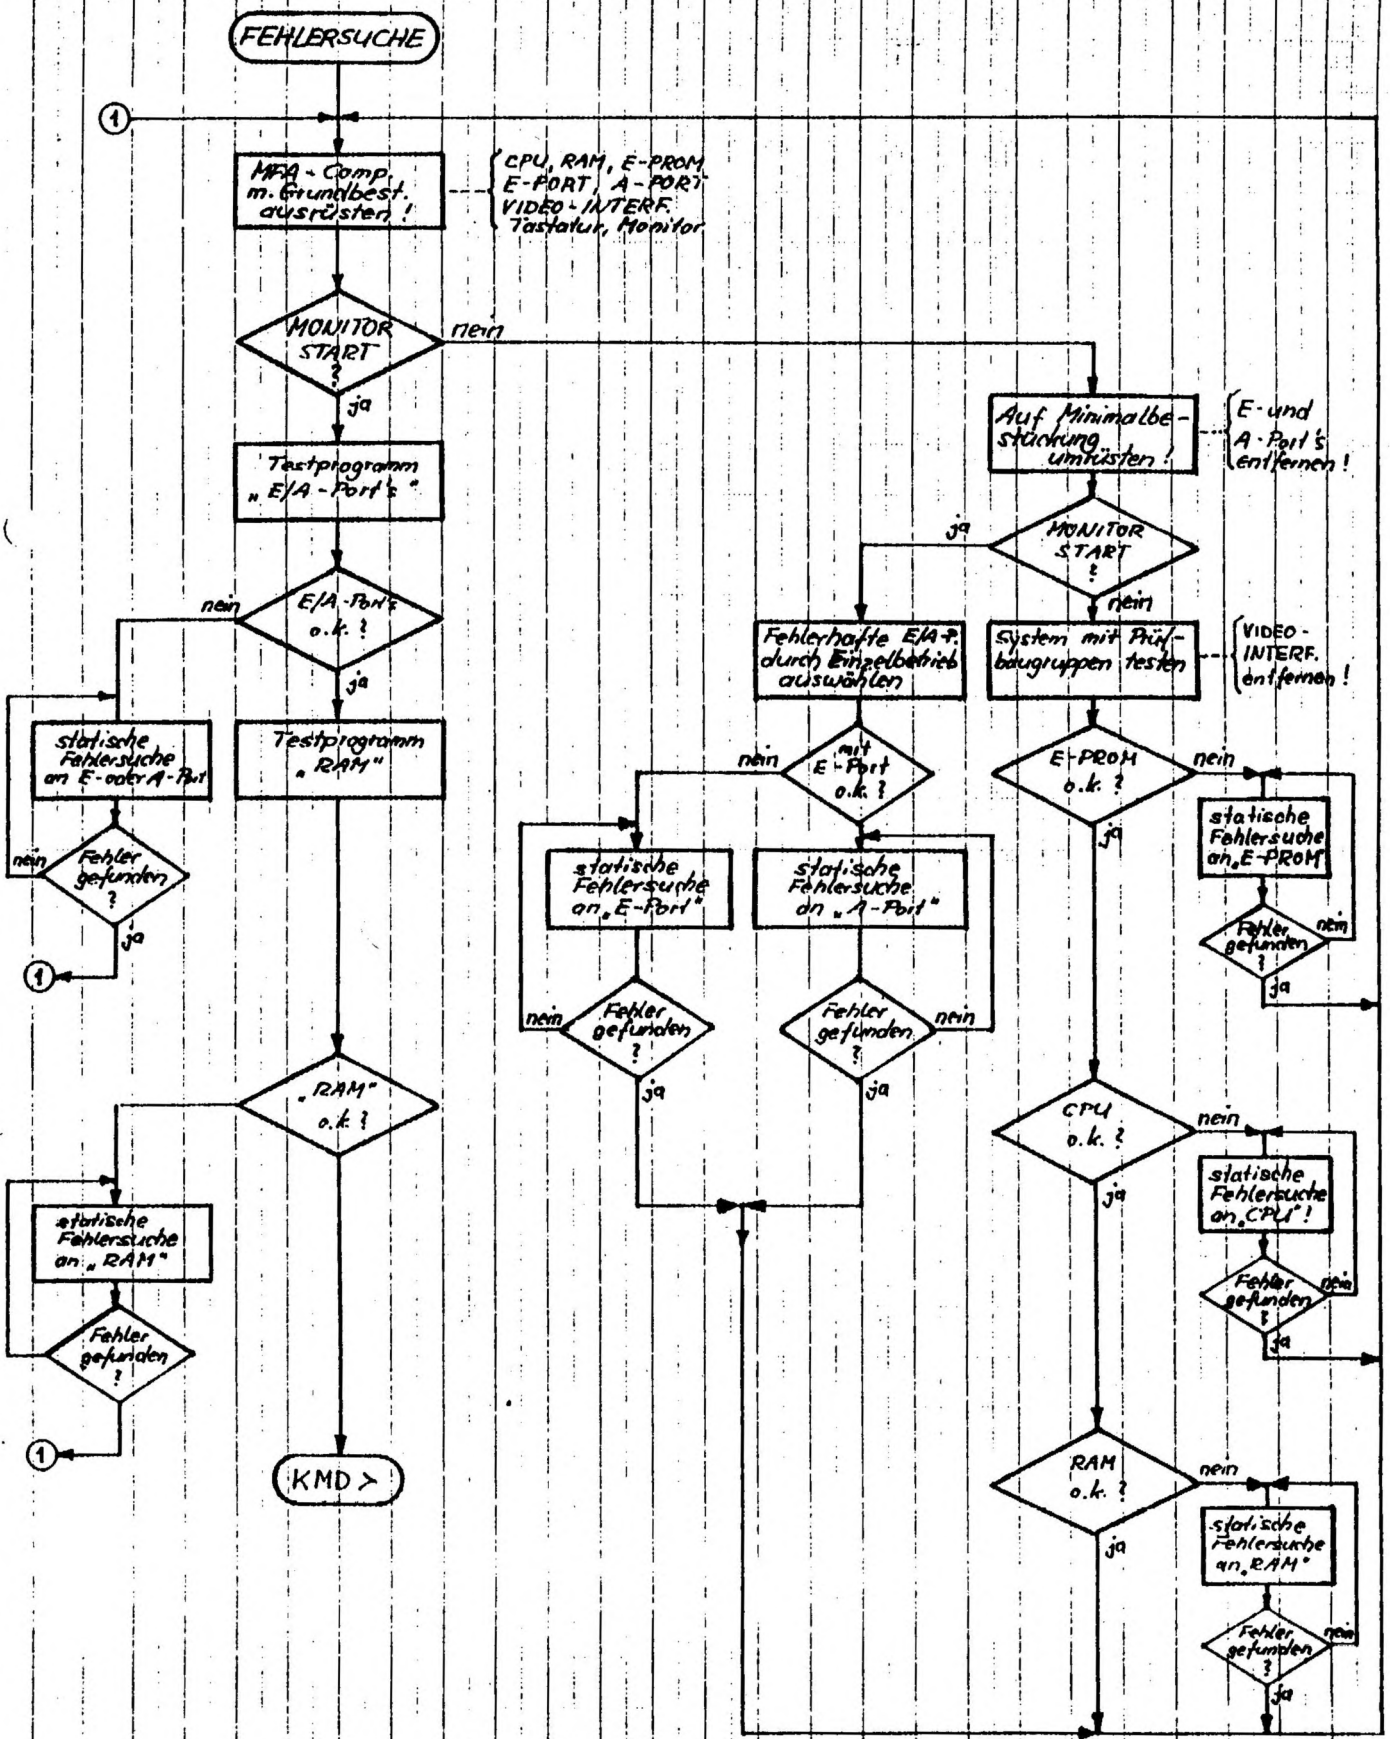 FEHLERSUCHE
1
MFA - Comp.
m. Grundbest.
ausrüsten !
CPU, RAM, E-PROM
E-PORT, A-PORT
VIDEO - INTERF.
Tastatur, Monitor
MONITOR
START
?
nein
ja
Testprogramm
„E/A-Port's“
E/A-Port's
o.k. ?
nein
ja
statische
Fehlersuche
an E-oder A-Port
Fehler
gefunden
?
nein
ja
1
Testprogramm
„RAM“
„RAM“
o.k. ?
statische
Fehlersuche
an „RAM“
Fehler
gefunden
?
1
KMD >
Auf Minimalbe-
stückung
umrüsten !
E-und
A-Port's
entfernen !
MONITOR
START
?
ja
nein
Fehlerhafte E/A-P.
durch Einzelbetrieb
auswählen
mit
E-Port
o.k. ?
nein
statische
Fehlersuche
an „E-Port“
Fehler
gefunden
?
nein
ja
statische
Fehlersuche
an „A-Port“
Fehler
gefunden
?
nein
ja
System mit Prüf-
baugruppen testen
VIDEO -
INTERF.
entfernen !
E-PROM
o.k. ?
nein
ja
statische
Fehlersuche
an „E-PROM“
Fehler
gefunden
?
nein
ja
CPU
o.k. ?
nein
ja
statische
Fehlersuche
an „CPU“ !
Fehler
gefunden
?
nein
ja
RAM
o.k. ?
nein
ja
statische
Fehlersuche
an „RAM“
Fehler
gefunden
?
nein
ja